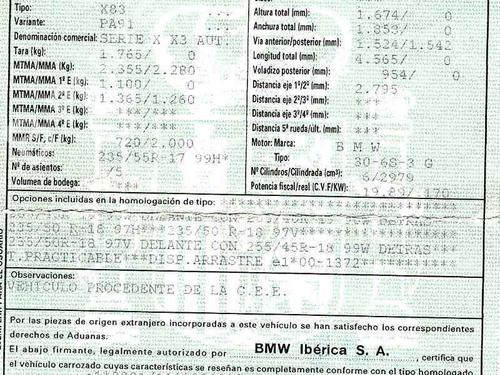 Tipo: X83 ...
Variante: PA91 ...
Denominación comercial: SERIE X X3 AUT.
Tara (kg): 1.765/ 0
MTMA/MMA (Kg): 2.355/2.280
MTMA/MMA 1º E (kg): 1.100/ 0
MTMA/MMA 2º E (kg): 1.365/1.260
MTMA/MMA 3º E (kg): ***/***
MTMA/MMA 4º E (kg): ***/***
MMR S/F, c/F (kg): 720/2.000
Neumáticos: 235/55R-17 99H*
Nº de asientos: /5
Volumen de bodega: ***
Altura total (mm): 1.674/ 0
Anchura total (mm): 1.853/ 0
Vía anterior/posterior (mm): 1.524/1.542
Longitud total (mm): 4.565/ 0
Voladizo posterior (mm): 954/ 0
Distancia eje 1º/2º (mm): 2.795
Distancia eje 2º/3º (mm): ***
Distancia eje 3º/4º (mm): ***
Distancia 5ª rueda/últ. (mm): ***
Motor: Marca: B M W
Tipo: 30-6S-3 G
Nº Cilindros/Cilindrada (cm³): 6/2979
Potencia fiscal/real (C.V.F/KW): 19.89/ 170
Opciones incluidas en la homologación de tipo: ***********************
DELANTE CON 99W DETRAS
235/50 R-18 97H***235/50 R-18 97V***************
235/50R-18 97V DELANTE CON 255/45R-18 99W DETRAS**
T.PRACTICABLE***DISP.ARRASTRE e1*00-1372**********
Observaciones:
VEHICULO PROCEDENTE DE LA C.E.E.
Por las piezas de origen extranjero incorporadas a este vehículo se han satisfecho los correspondientes
derechos de Aduanas.
El abajo firmante, legalmente autorizado por BMW Ibérica S. A. , certifica que
el vehículo carrozado cuyas características se reseñan es completamente conforme con el tipo homologado